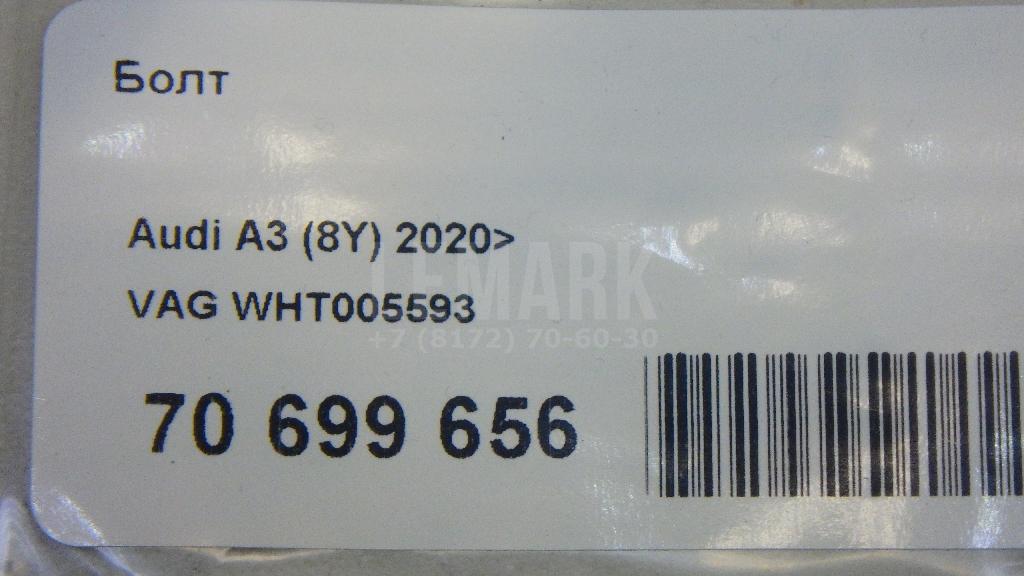 Болт
Audi A3 (8Y) 2020>
LEMARK
VAG WHT005593
+7 (8172) 70-60-30
70 699 656